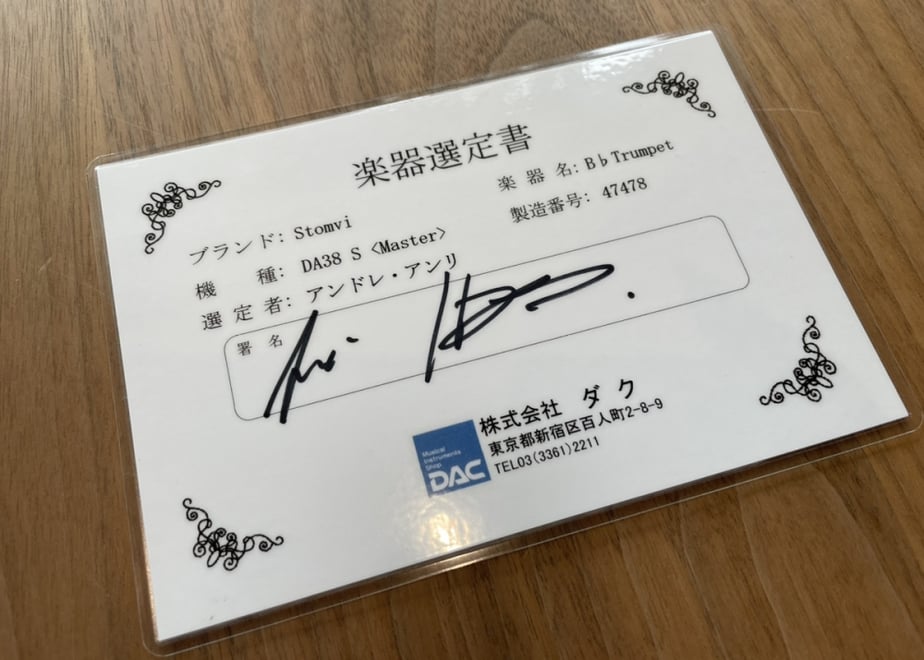 楽器選定書
ブランド: Stomvi
楽 器 名: B♭Trumpet
機 種: DA38 S <Master>
製造番号: 47478
選 定 者: アンドレ・アンリ
署 名
株式会社 ダク
東京都新宿区百人町2-8-9
TEL03(3361)2211
Musical
Instruments
Shop
DAC